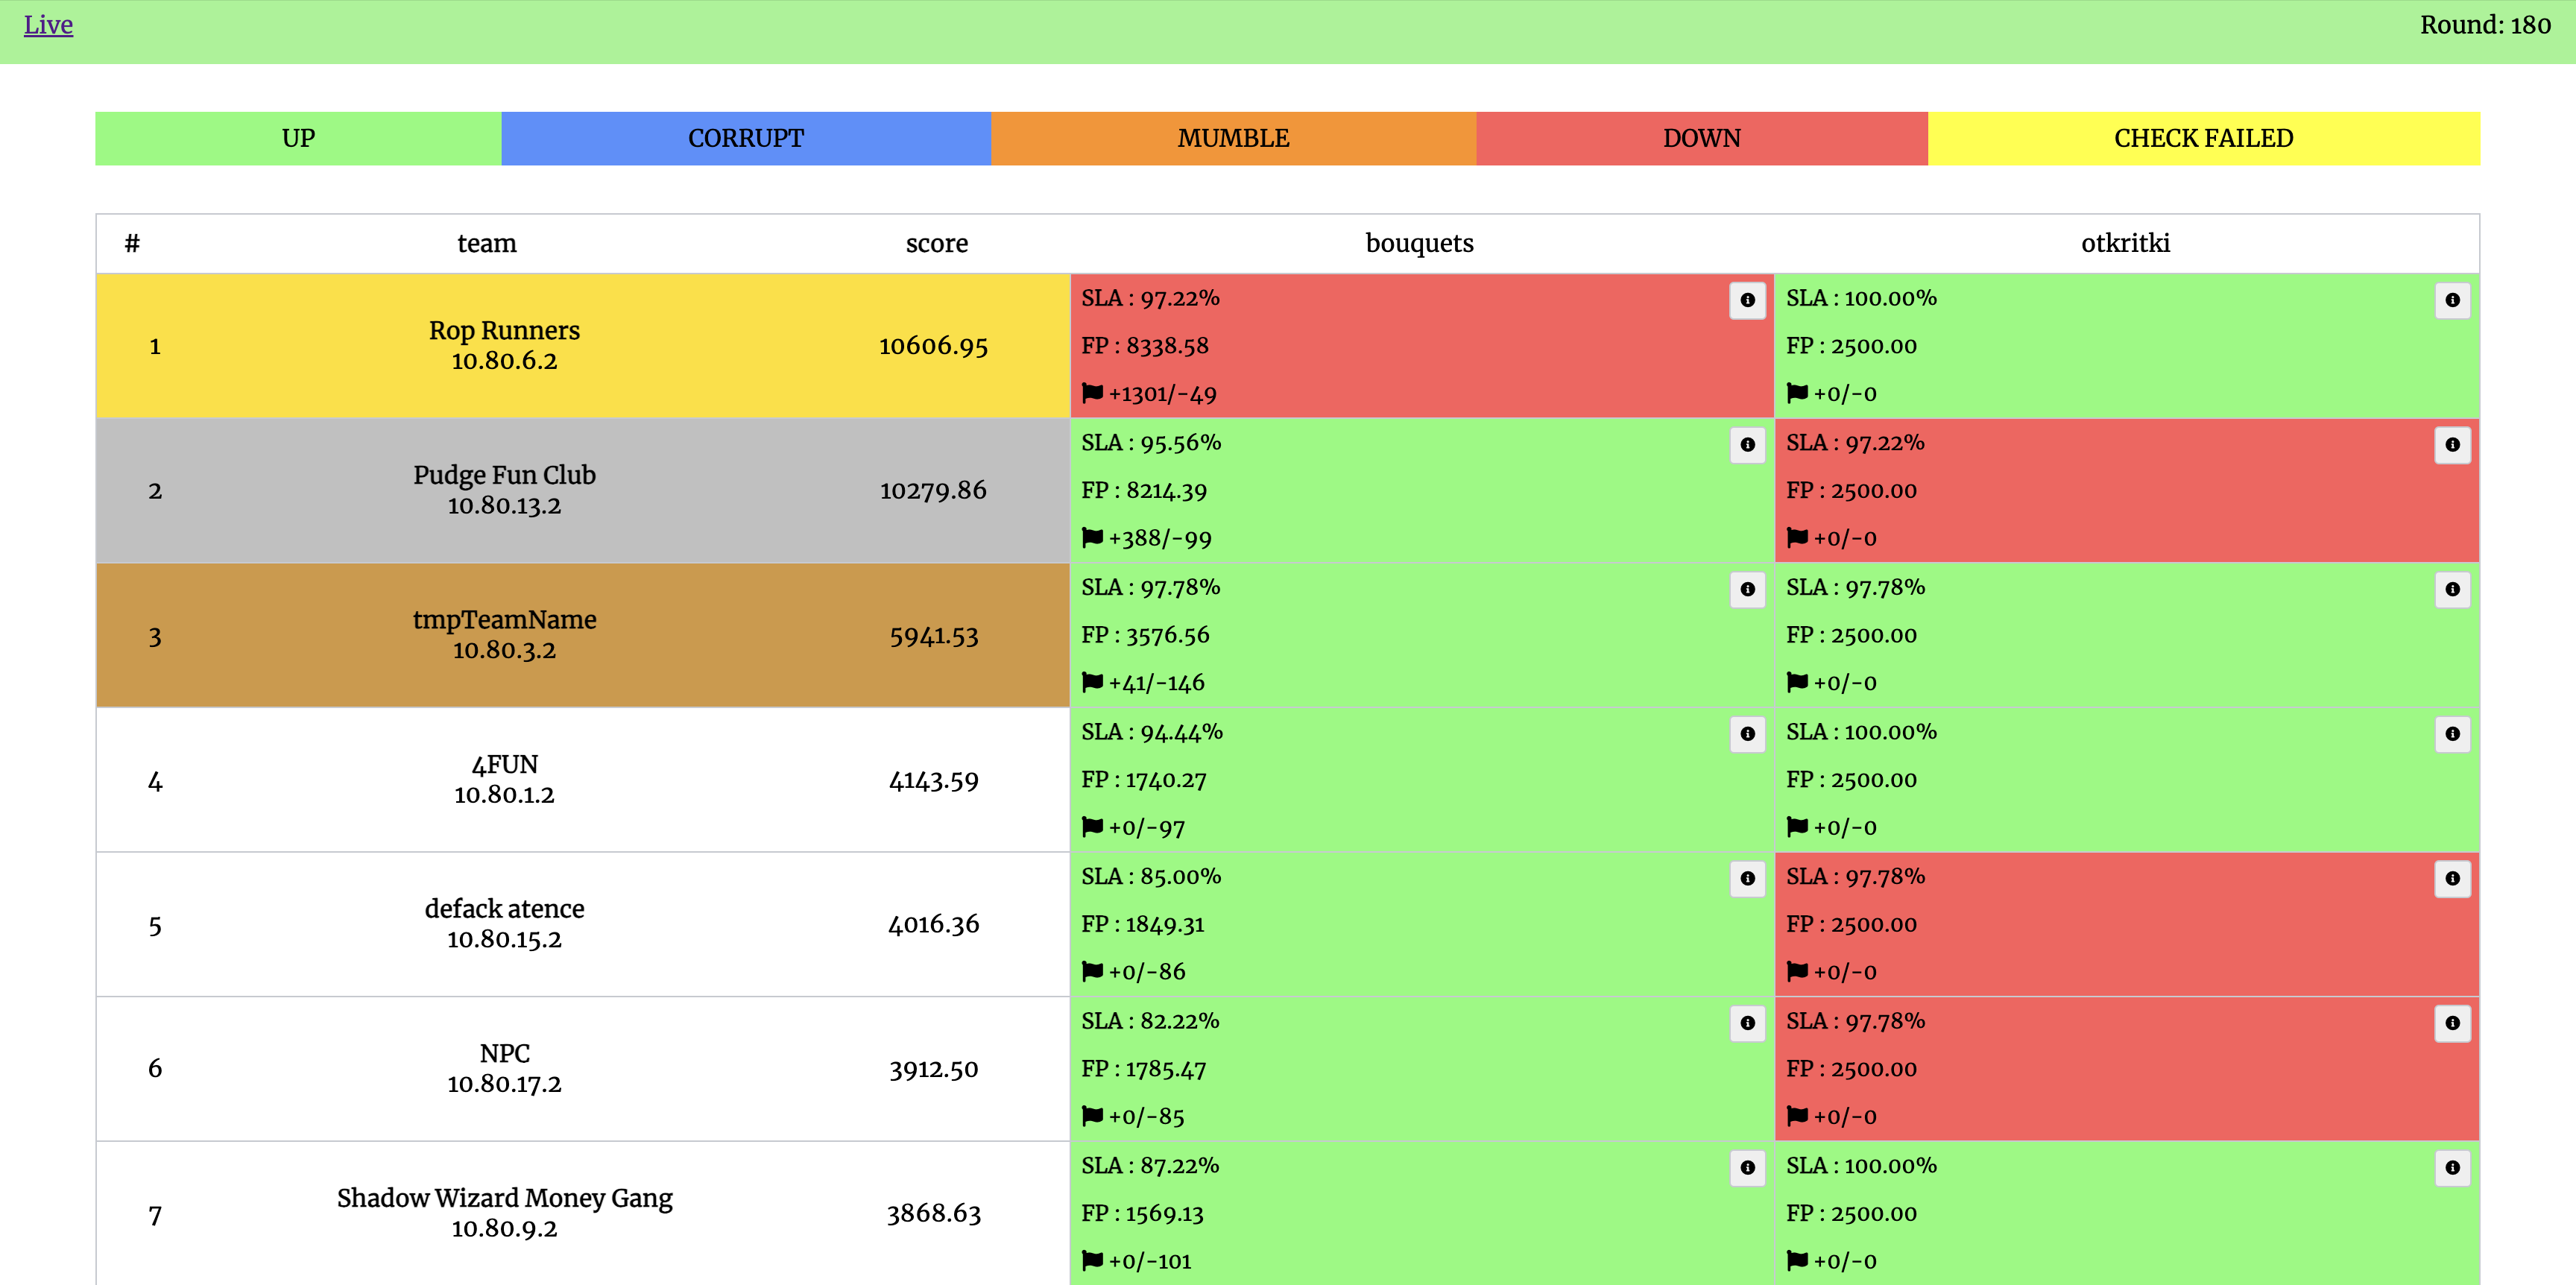 Live
Round: 180
UP
CORRUPT
MUMBLE
DOWN
CHECK FAILED
# team score bouquets otkritki
1
Rop Runners
10.80.6.2
10606.95
SLA : 97.22%
FP : 8338.58
+1301/-49
SLA : 100.00%
FP : 2500.00
+0/-0
2
Pudge Fun Club
10.80.13.2
10279.86
SLA : 95.56%
FP : 8214.39
+388/-99
SLA : 97.22%
FP : 2500.00
+0/-0
3
tmpTeamName
10.80.3.2
5941.53
SLA : 97.78%
FP : 3576.56
+41/-146
SLA : 97.78%
FP : 2500.00
+0/-0
4
4FUN
10.80.1.2
4143.59
SLA : 94.44%
FP : 1740.27
+0/-97
SLA : 100.00%
FP : 2500.00
+0/-0
5
defack atence
10.80.15.2
4016.36
SLA : 85.00%
FP : 1849.31
+0/-86
SLA : 97.78%
FP : 2500.00
+0/-0
6
NPC
10.80.17.2
3912.50
SLA : 82.22%
FP : 1785.47
+0/-85
SLA : 97.78%
FP : 2500.00
+0/-0
7
Shadow Wizard Money Gang
10.80.9.2
3868.63
SLA : 87.22%
FP : 1569.13
+0/-101
SLA : 100.00%
FP : 2500.00
+0/-0